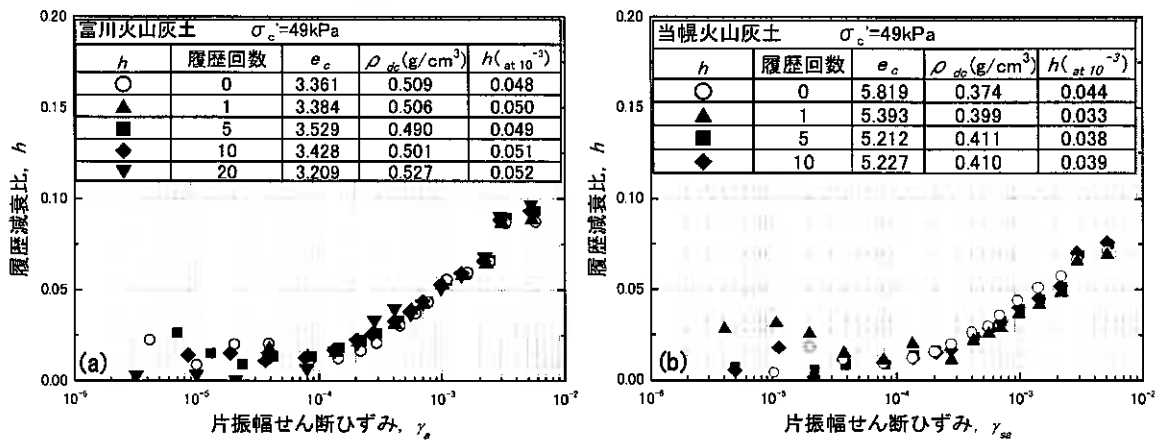 富川火山灰土 σc'=49kPa
h 履歴回数 e c ρ dc(g/cm³) h( at 10⁻³)
○ 0 3.361 0.509 0.048
▲ 1 3.384 0.506 0.050
■ 5 3.529 0.490 0.049
◆ 10 3.428 0.501 0.051
▼ 20 3.209 0.527 0.052
0.20
0.15
0.10
0.05
0.00
履歴減衰比, h
(a)
10⁻⁶ 10⁻⁵ 10⁻⁴ 10⁻³ 10⁻²
片振幅せん断ひずみ, γa
当幌火山灰土 σc'=49kPa
h 履歴回数 e c ρ dc(g/cm³) h( at 10⁻³)
○ 0 5.819 0.374 0.044
▲ 1 5.393 0.399 0.033
■ 5 5.212 0.411 0.038
◆ 10 5.227 0.410 0.039
0.20
0.15
0.10
0.05
0.00
履歴減衰比, h
(b)
10⁻⁶ 10⁻⁵ 10⁻⁴ 10⁻³ 10⁻²
片振幅せん断ひずみ, γsa